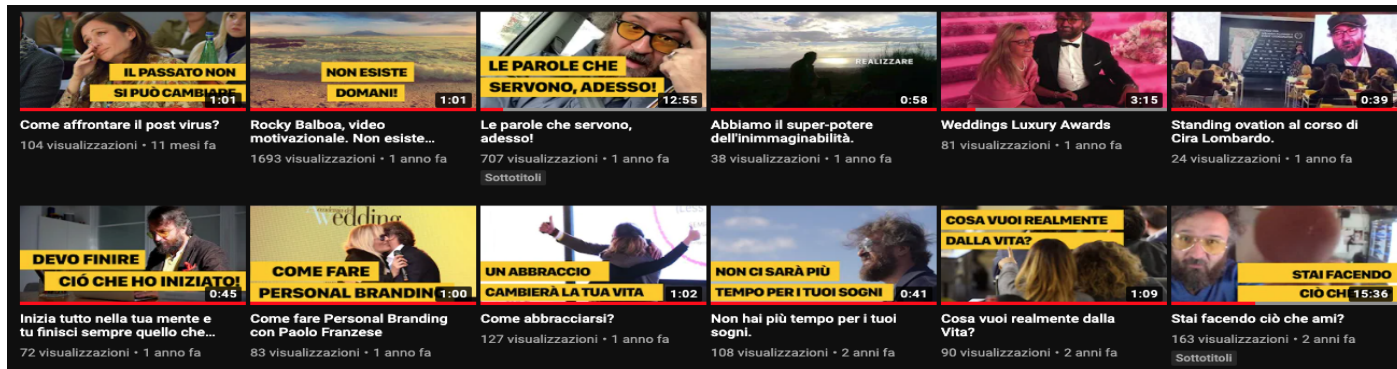 IL PASSATO NON
SI PUÒ CAMBIARE
1:01
NON ESISTE
DOMANI!
1:01
LE PAROLE CHE
SERVONO, ADESSO!
12:55
REALIZZARE
0:58
3:15
0:39
Come affrontare il post virus?
104 visualizzazioni • 11 mesi fa
Rocky Balboa, video
motivazionale. Non esiste...
1693 visualizzazioni • 1 anno fa
Le parole che servono,
adesso!
707 visualizzazioni • 1 anno fa
Sottotitoli
Abbiamo il super-potere
dell'inimmaginabilità.
38 visualizzazioni • 1 anno fa
Weddings Luxury Awards
81 visualizzazioni • 1 anno fa
Standing ovation al corso di
Cira Lombardo.
24 visualizzazioni • 1 anno fa
DEVO FINIRE
CIÓ CHE HO INIZIATO!
0:45
Wedding
COME FARE
PERSONAL BRANDING
1:00
UN ABBRACCIO
CAMBIERÀ LA TUA VITA
1:02
NON CI SARÀ PIÙ
TEMPO PER I TUOI SOGNI
0:41
COSA VUOI REALMENTE
DALLA VITA?
1:09
STAI FACENDO
CIÒ CH
15:36
Inizia tutto nella tua mente e
tu finisci sempre quello che...
72 visualizzazioni • 1 anno fa
Come fare Personal Branding
con Paolo Franzese
83 visualizzazioni • 1 anno fa
Come abbracciarsi?
127 visualizzazioni • 1 anno fa
Non hai più tempo per i tuoi
sogni.
108 visualizzazioni • 2 anni fa
Cosa vuoi realmente dalla
Vita?
90 visualizzazioni • 2 anni fa
Stai facendo ciò che ami?
163 visualizzazioni • 2 anni fa
Sottotitoli